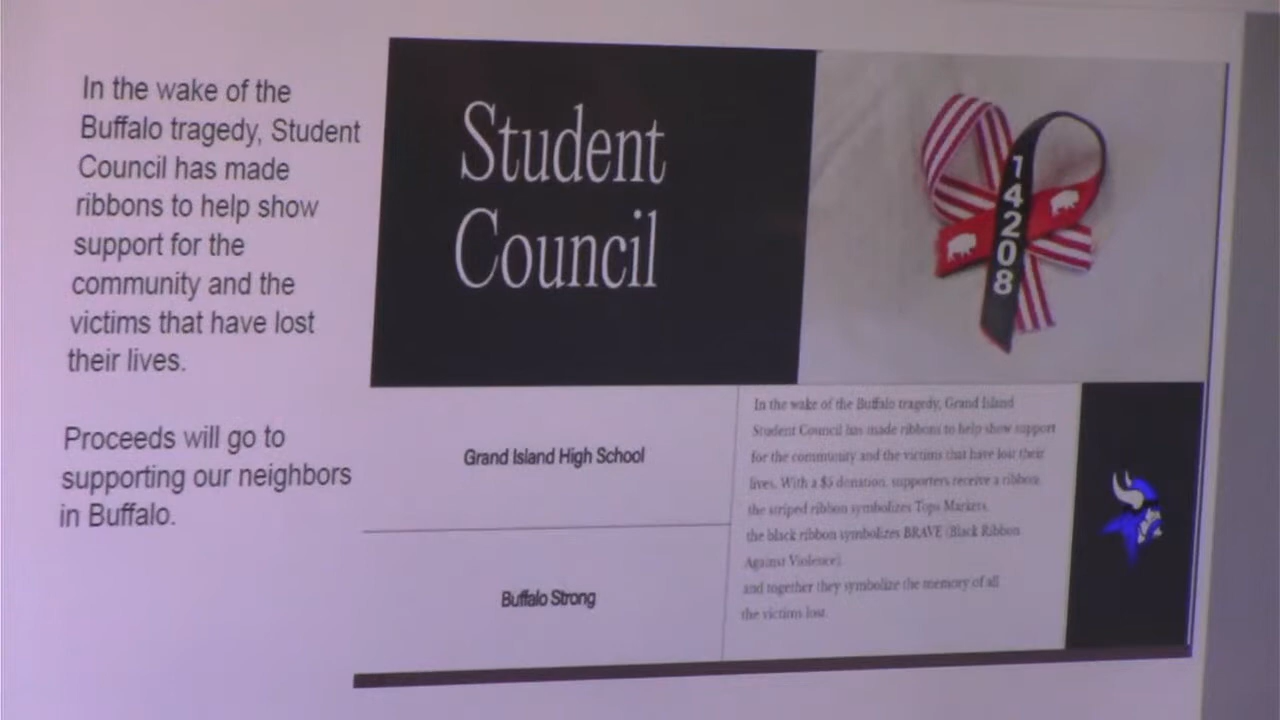 In the wake of the
Buffalo tragedy, Student
Council has made
ribbons to help show
support for the
community and the
victims that have lost
their lives.
Proceeds will go to
supporting our neighbors
in Buffalo.
Student
Council
14208
Grand Island High School
Buffalo Strong
In the wake of the Buffalo tragedy, Grand Island
Student Council has made ribbons to help show support
for the community and the victims that have lost their
lives. With a $5 donation, supporters receive a ribbon.
the striped ribbon symbolizes Tops Markets,
the black ribbon symbolizes BRAVE (Black Ribbon
Against Violence)
and together they symbolize the memory of all
the victims lost.